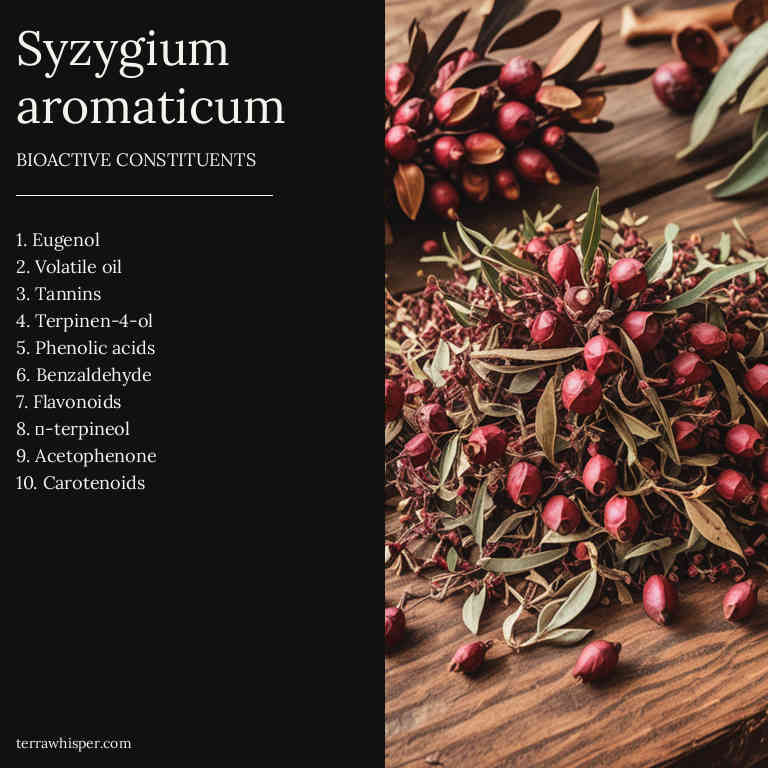 Syzygium
aromaticum
BIOACTIVE CONSTITUENTS
1. Eugenol
2. Volatile oil
3. Tannins
4. Terpinen-4-ol
5. Phenolic acids
6. Benzaldehyde
7. Flavonoids
8. □-terpineol
9. Acetophenone
10. Carotenoids
terrawhisper.com